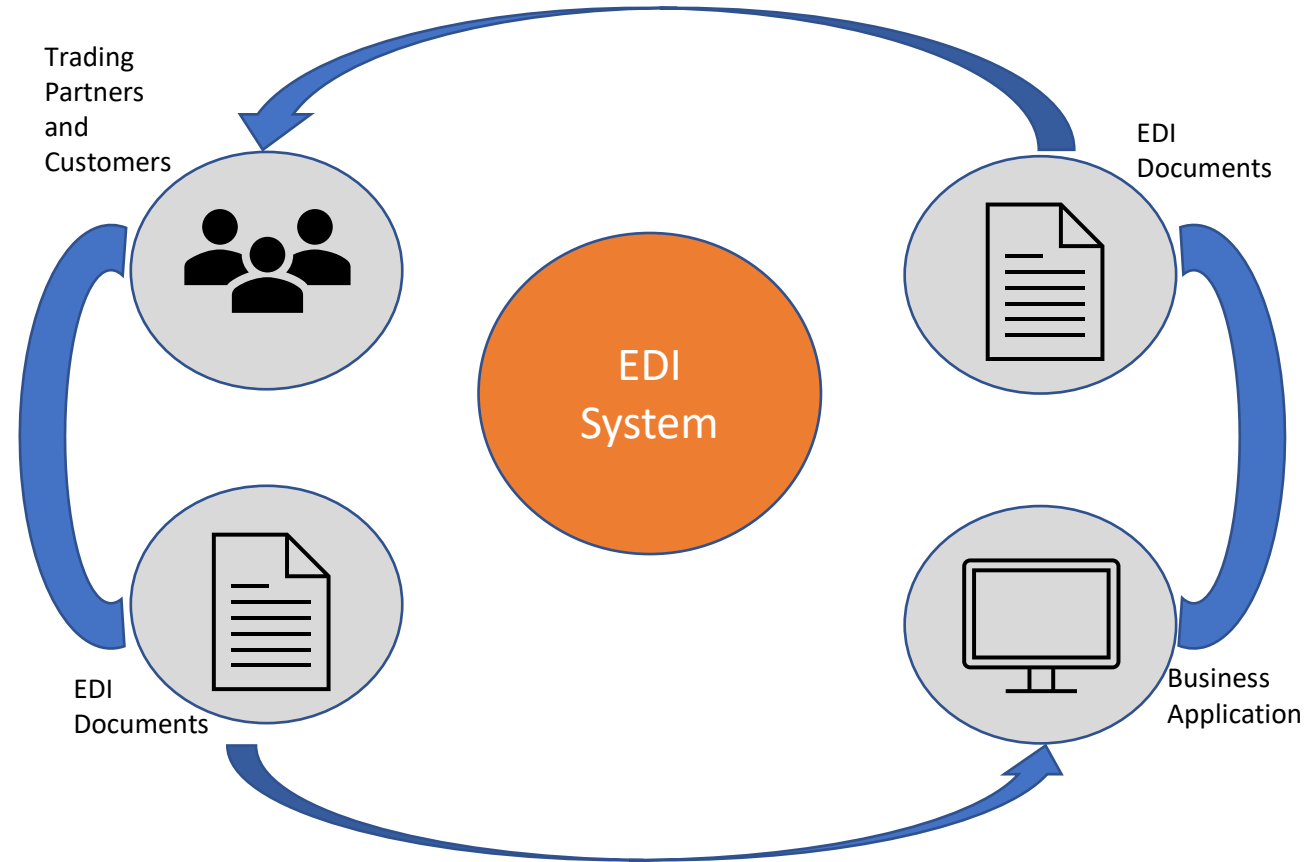 Trading
Partners
and
Customers
EDI
Documents
EDI
System
EDI
Documents
Business
Application